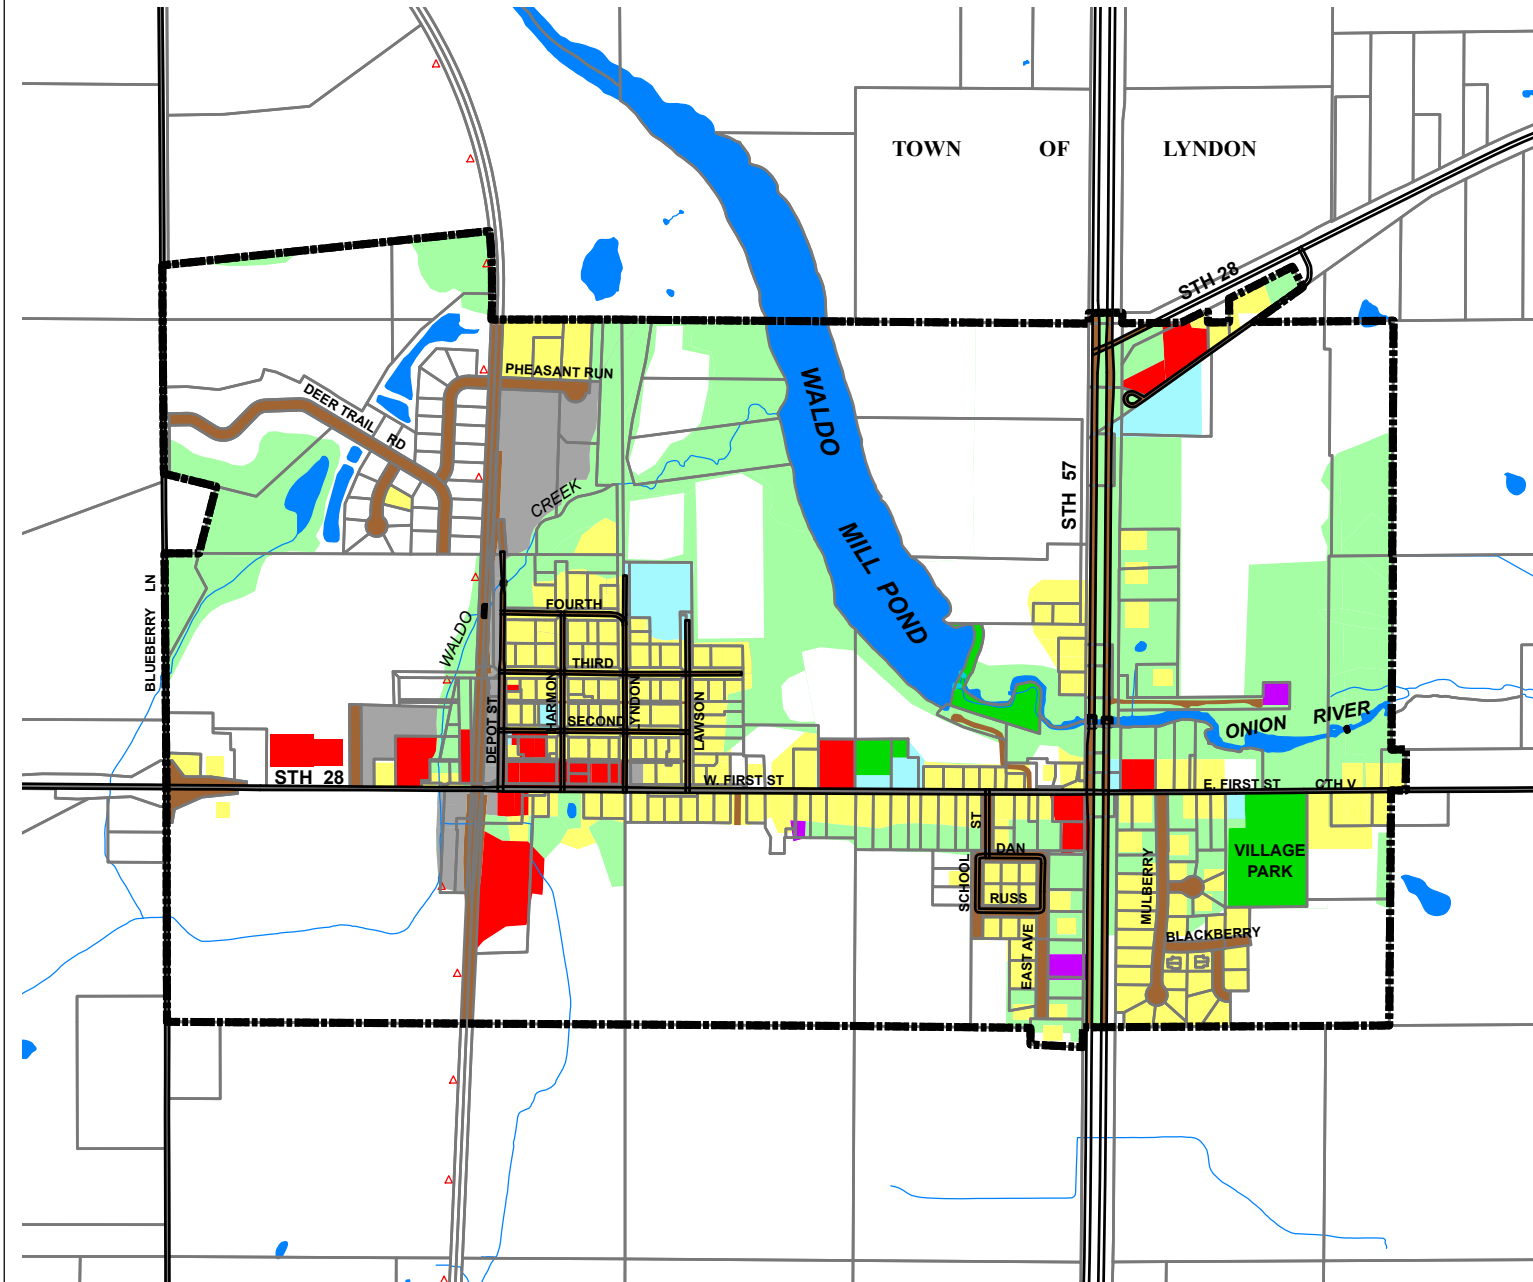 TOWN OF LYNDON
STH 28
PHEASANT RUN
DEER TRAIL RD
WALDO
MILL POND
STH 57
CREEK
BLUEBERRY LN
WALDO
FOURTH
THIRD
HARMON
LYNDON
SECOND
LAWSON
DEPOT ST
ONION RIVER
STH 28
W. FIRST ST
E. FIRST ST
CTH V
SCHOOL ST
DAN
RUSS
EAST AVE
MULBERRY
VILLAGE
PARK
BLACKBERRY